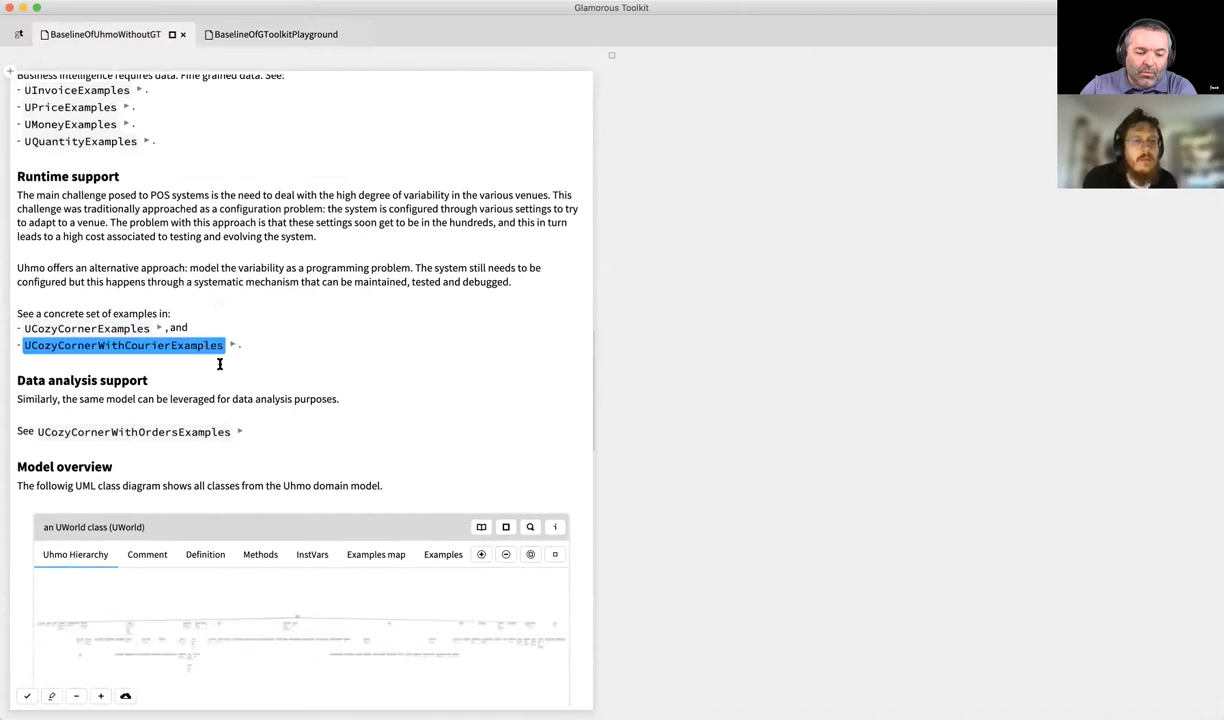 Glamorous Toolkit
BaselineOfUhmoWithoutGT
BaselineOfGToolkitPlayground
Business intelligence requires data. Fine grained data. See:
- UInvoiceExamples .
- UPriceExamples .
- UMoneyExamples .
- UQuantityExamples .
Runtime support
The main challenge posed to POS systems is the need to deal with the high degree of variability in the various venues. This
challenge was traditionally approached as a configuration problem: the system is configured through various settings to try
to adapt to a venue. The problem with this approach is that these settings soon get to be in the hundreds, and this in turn
leads to a high cost associated to testing and evolving the system.
Uhmo offers an alternative approach: model the variability as a programming problem. The system still needs to be
configured but this happens through a systematic mechanism that can be maintained, tested and debugged.
See a concrete set of examples in:
- UCozyCornerExamples , and
- UCozyCornerWithCourierExamples .
Data analysis support
Similarly, the same model can be leveraged for data analysis purposes.
See UCozyCornerWithOrdersExamples
Model overview
The followig UML class diagram shows all classes from the Uhmo domain model.
an UWorld class (UWorld)
Uhmo Hierarchy Comment Definition Methods InstVars Examples map Examples